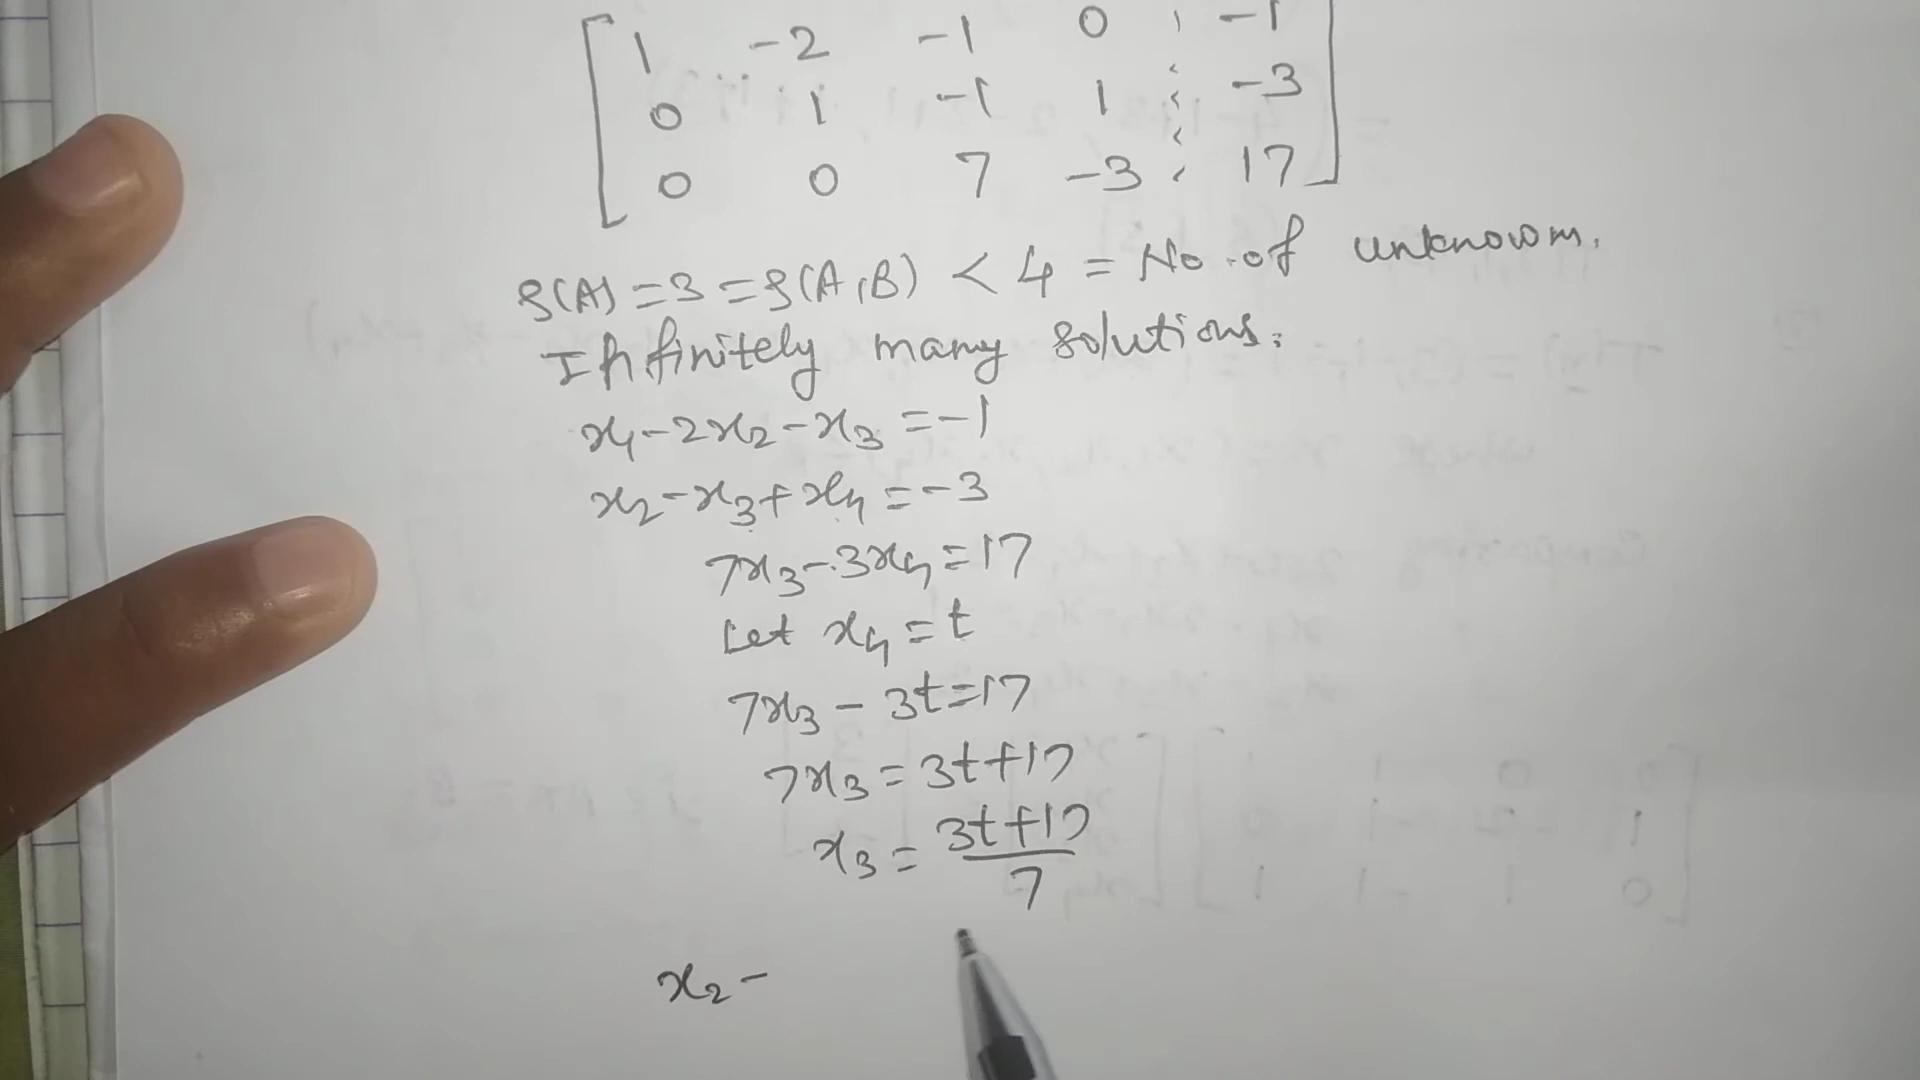 1 -2 -1 0 : -1
0 1 -1 1 : -3
0 0 7 -3 : 17
ρ(A) = 3 = ρ(A,B) < 4 = No. of unknown.
Infinitely many solutions.
x₁ - 2x₂ - x₃ = -1
x₂ - x₃ + x₄ = -3
7x₃ - 3x₄ = 17
Let x₄ = t
7x₃ - 3t = 17
7x₃ = 3t + 17
x₃ = 3t + 17 / 7
x₂ -